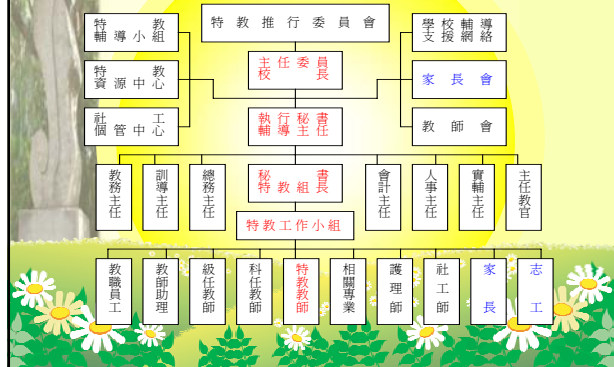 特教推行委員會
特教
輔導小組
學校輔導
支援網絡
主任委員
校長
特教
資源中心
家長會
社工
個管中心
執行秘書
輔導主任
教師會
教務主任
訓導主任
總務主任
秘書
特教組長
會計主任
人事主任
實輔主任
主任教官
特教工作小組
教職員工
教師助理
級任教師
科任教師
特教教師
相關專業
護理師
社工師
家長
志工